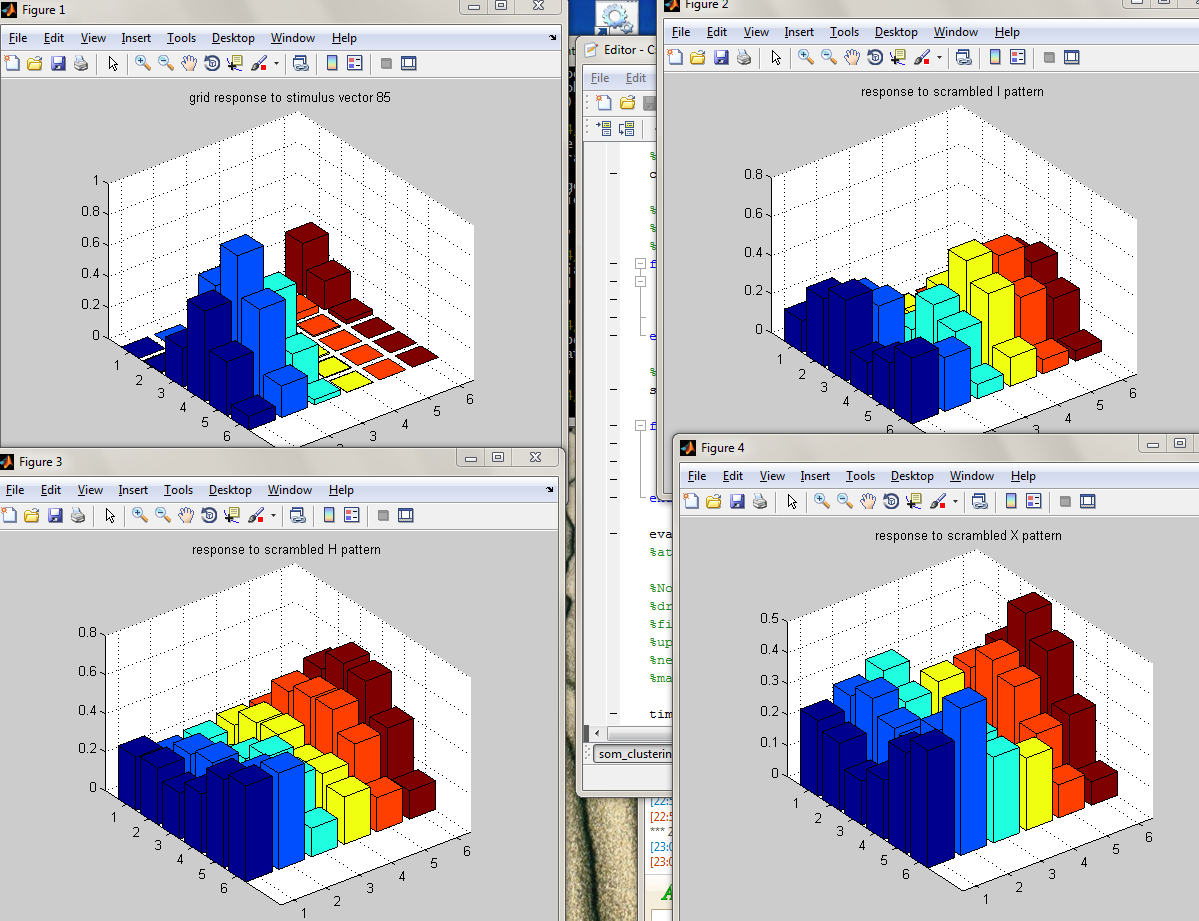 Figure 1
File Edit View Insert Tools Desktop Window Help
grid response to stimulus vector 85
1
0.8
0.6
0.4
0.2
0
1
2
3
4
5
6
2
3
4
5
6
Figure 2
File Edit View Insert Tools Desktop Window Help
response to scrambled I pattern
0.8
0.6
0.4
0.2
0
1
2
3
4
5
6
3
4
5
6
Editor - C
File Edit
%
c
%
%
%
f
e
%
s
f
e
eva
%at
%No
%dr
%fi
%up
%ne
%ma
tim
som_clusterin
[22:5
[22:5
***
[23:0
[23:0
Figure 3
File Edit View Insert Tools Desktop Window Help
response to scrambled H pattern
0.8
0.6
0.4
0.2
0
1
2
3
4
5
6
1
2
3
4
5
6
Figure 4
File Edit View Insert Tools Desktop Window Help
response to scrambled X pattern
0.5
0.4
0.3
0.2
0.1
0
1
2
3
4
5
6
1
2
3
4
5
6